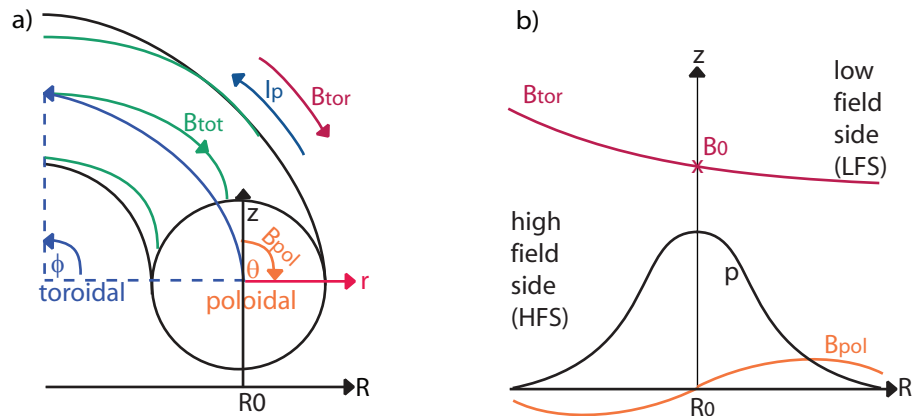 a)
Ip
Btor
Btot
z
Bpol
ϕ
θ
toroidal
poloidal
r
R
R0
b)
z
low
field
side
(LFS)
Btor
B0
high
field
side
(HFS)
p
Bpol
R0
R